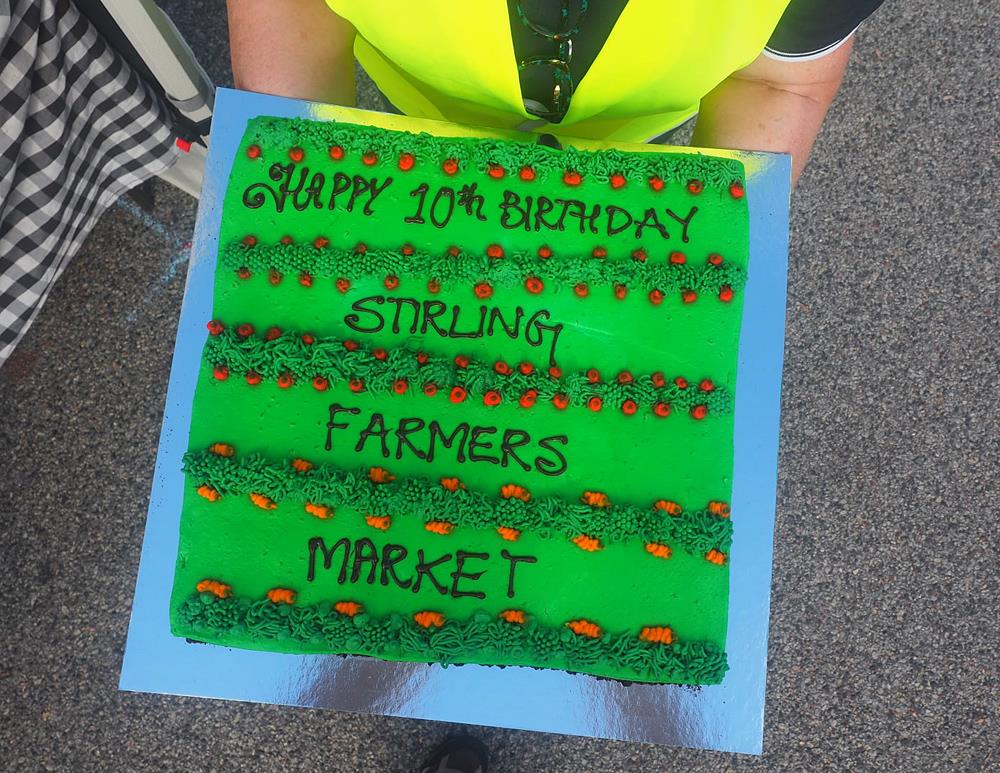 HAPPY 10th BIRTHDAY
STIRLING
FARMERS
MARKET